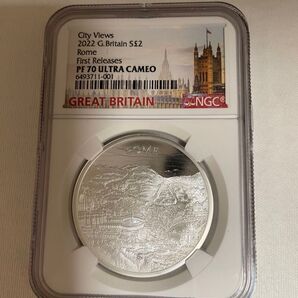 City Views
2022 G.Britain S£2
Rome
First Releases
PF 70 ULTRA CAMEO
6493711-001
GREAT BRITAIN
NGC
ROME